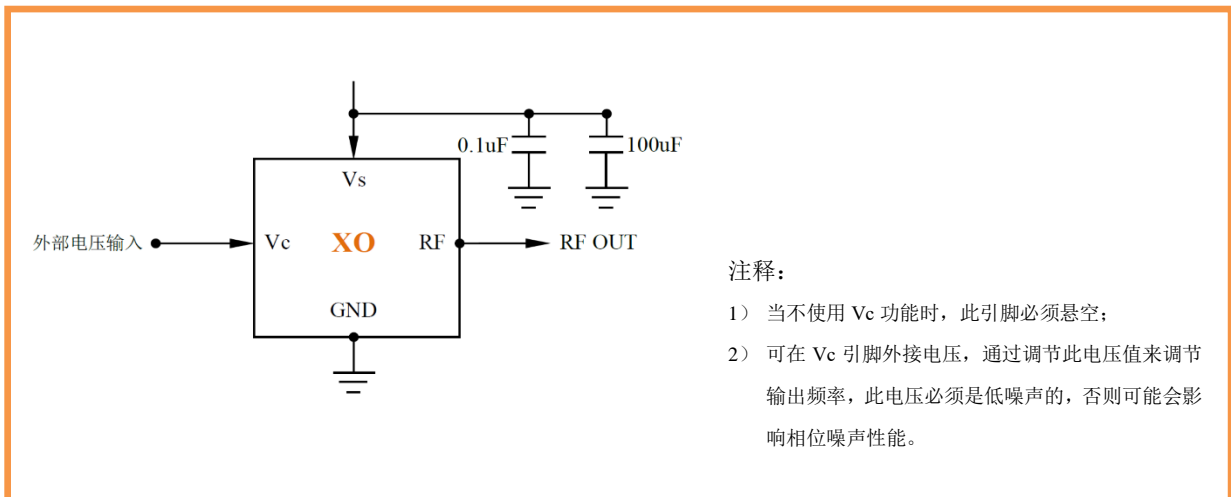 0.1uF
100uF
Vs
外部电压输入
Vc
XO
RF
RF OUT
GND
注释：
1） 当不使用 Vc 功能时，此引脚必须悬空；
2） 可在 Vc 引脚外接电压，通过调节此电压值来调节
输出频率，此电压必须是低噪声的，否则可能会影
响相位噪声性能。